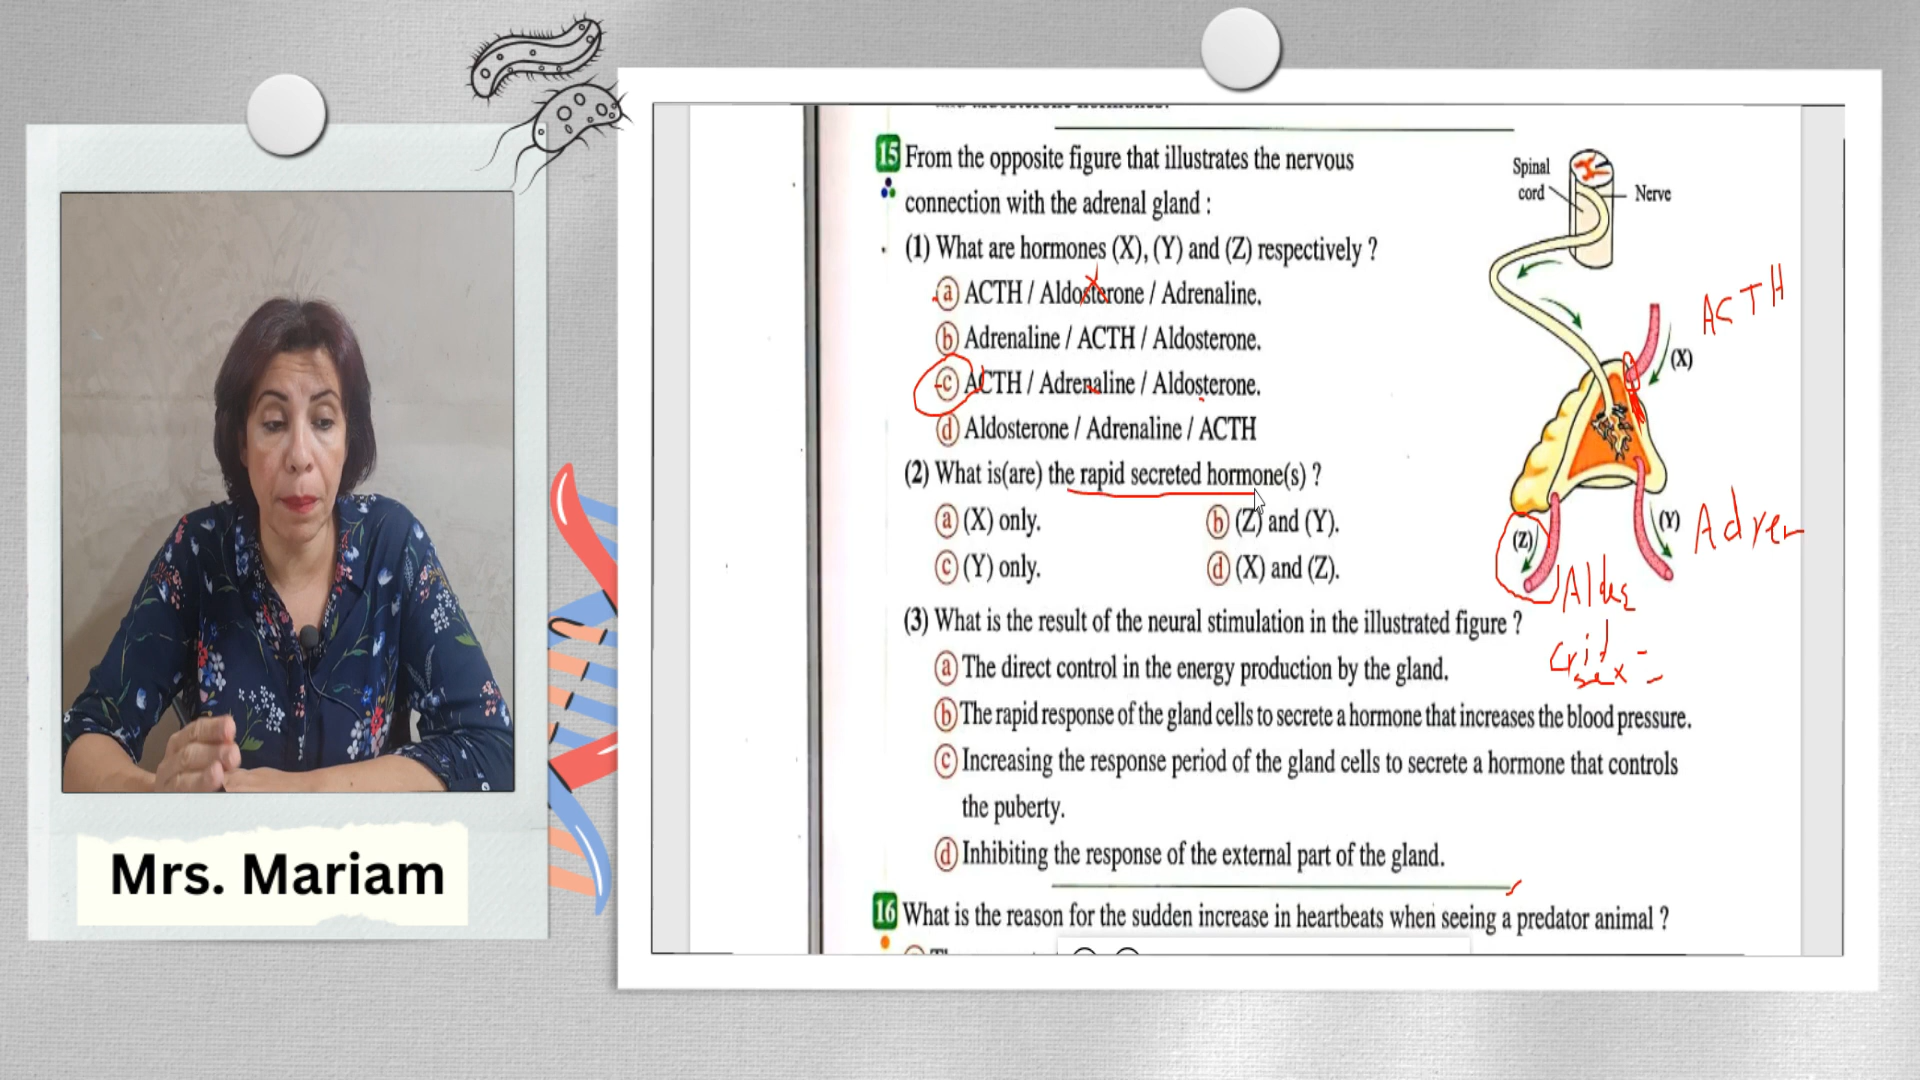 15 From the opposite figure that illustrates the nervous
connection with the adrenal gland :
(1) What are hormones (X), (Y) and (Z) respectively ?
a ACTH / Aldosterone / Adrenaline.
b Adrenaline / ACTH / Aldosterone.
c ACTH / Adrenaline / Aldosterone.
d Aldosterone / Adrenaline / ACTH
(2) What is(are) the rapid secreted hormone(s) ?
a (X) only.
b (Z) and (Y).
c (Y) only.
d (X) and (Z).
(3) What is the result of the neural stimulation in the illustrated figure ?
a The direct control in the energy production by the gland.
b The rapid response of the gland cells to secrete a hormone that increases the blood pressure.
c Increasing the response period of the gland cells to secrete a hormone that controls
the puberty.
d Inhibiting the response of the external part of the gland.
16 What is the reason for the sudden increase in heartbeats when seeing a predator animal ?
Spinal
cord
Nerve
ACTH
(X)
(Y)
Adren
(Z)
sex
Mrs. Mariam